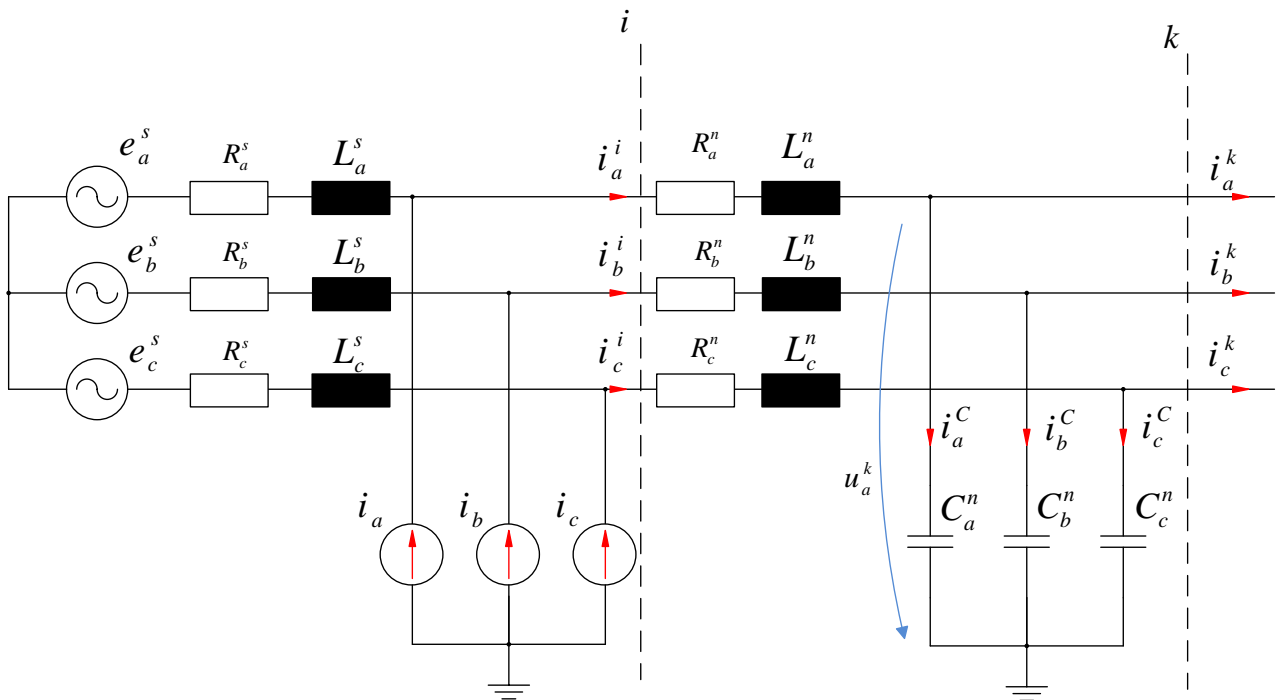 i
k
e_a^s R_a^s L_a^s i_a^i R_a^n L_a^n i_a^k
e_b^s R_b^s L_b^s i_b^i R_b^n L_b^n i_b^k
e_c^s R_c^s L_c^s i_c^i R_c^n L_c^n i_c^k
i_a^C i_b^C i_c^C
u_a^k
i_a i_b i_c C_a^n C_b^n C_c^n